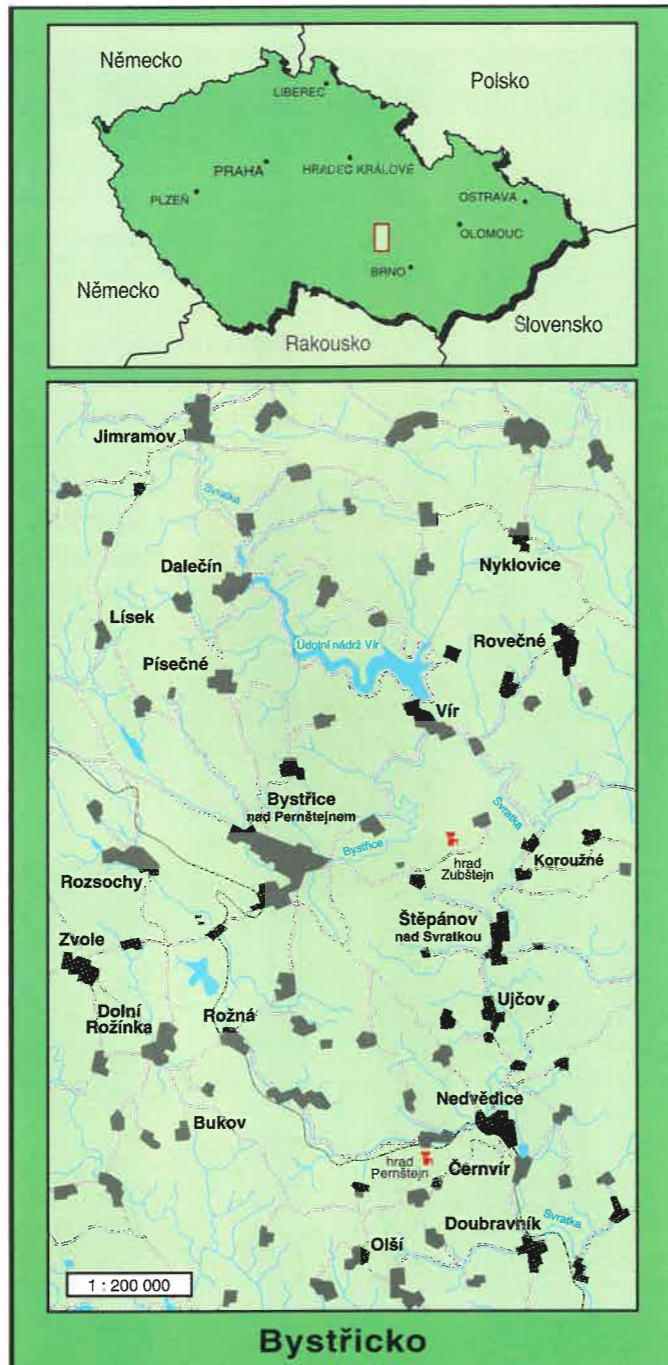 Německo
Polsko
LIBEREC
PRAHA
HRADEC KRÁLOVÉ
PLZEŇ
OSTRAVA
OLOMOUC
BRNO
Německo
Slovensko
Rakousko
Jimramov
Svratka
Dalečín
Nyklovice
Lísek
Rovečné
Údolní nádrž Vír
Písečné
Vír
Bystřice
nad Pernštejnem
Svratka
Bystřice
hrad
Zubštejn
Koroužné
Rozsochy
Štěpánov
nad Svratkou
Zvole
Ujčov
Dolní
Rožínka
Rožná
Nedvědice
Bukov
hrad
Pernštejn
Černvír
Doubravník
Svratka
Olší
1 : 200 000
Bystřicko